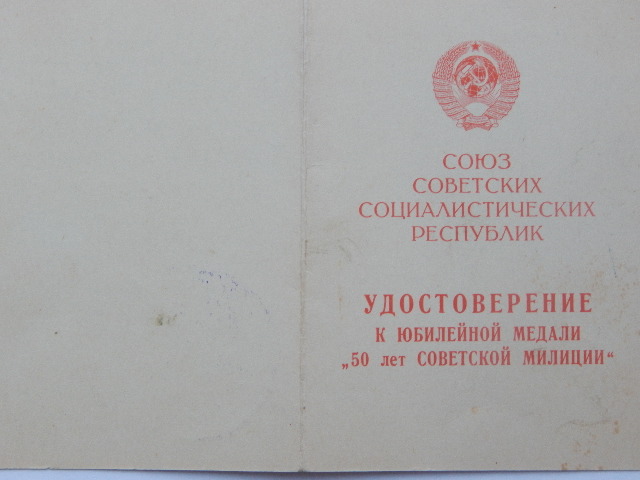 СОЮЗ
СОВЕТСКИХ
СОЦИАЛИСТИЧЕСКИХ
РЕСПУБЛИК
УДОСТОВЕРЕНИЕ
К ЮБИЛЕЙНОЙ МЕДАЛИ
„50 лет СОВЕТСКОЙ МИЛИЦИИ“